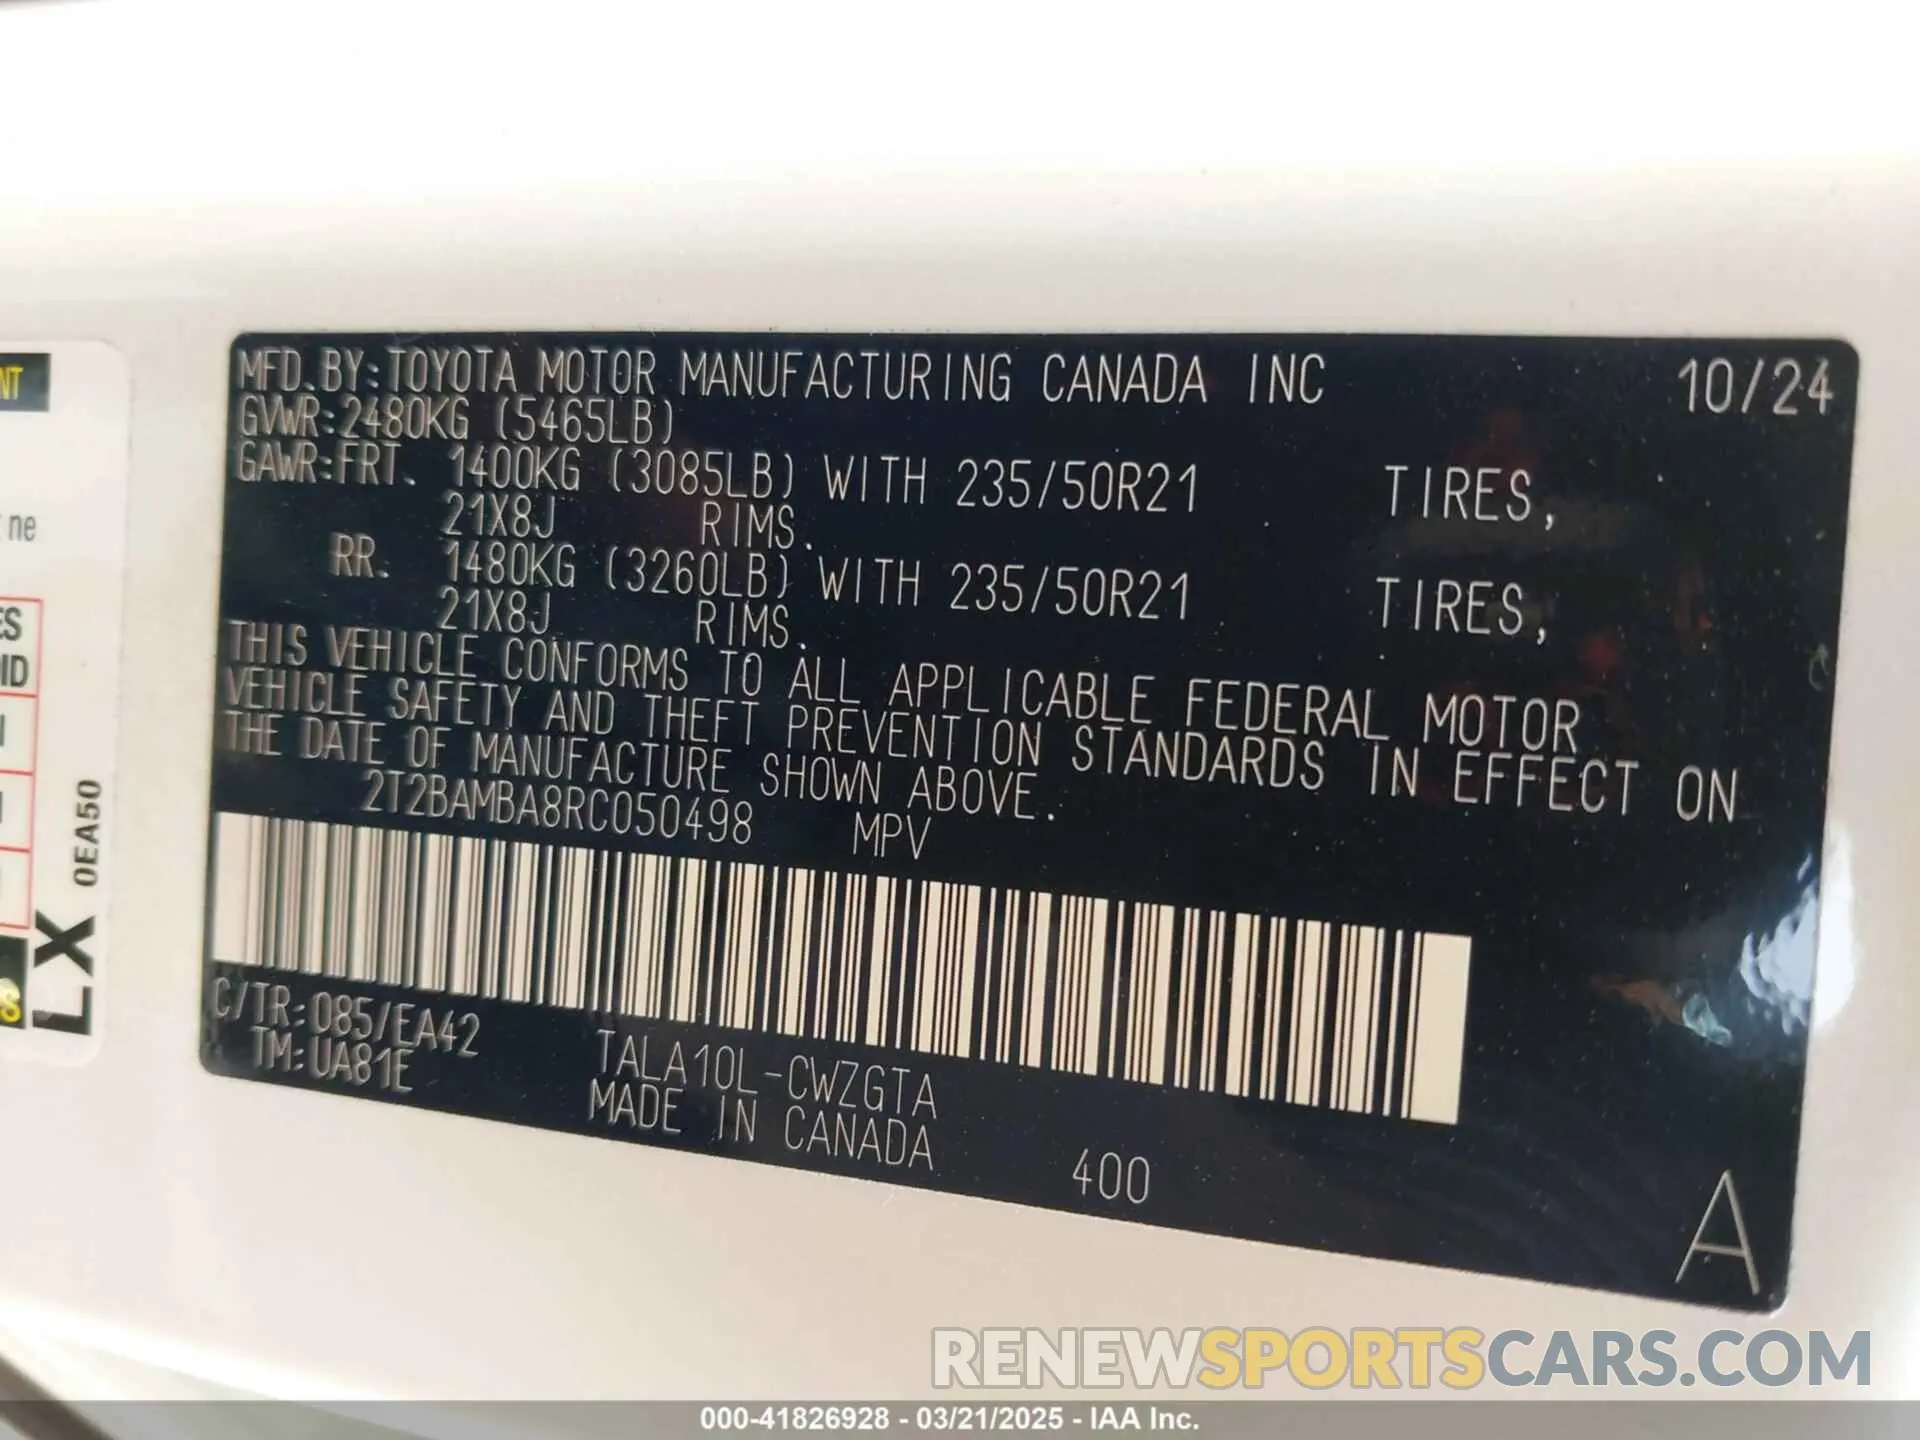 MFD.BY:TOYOTA MOTOR MANUFACTURING CANADA INC 10/24
GVWR:2480KG (5465LB)
GAWR:FRT. 1400KG (3085LB) WITH 235/50R21 TIRES,
21X8J RIMS.
RR. 1480KG (3260LB) WITH 235/50R21 TIRES,
21X8J RIMS.
THIS VEHICLE CONFORMS TO ALL APPLICABLE FEDERAL MOTOR
VEHICLE SAFETY AND THEFT PREVENTION STANDARDS IN EFFECT ON
THE DATE OF MANUFACTURE SHOWN ABOVE.
2T2BAMBA8RC050498 MPV
C/TR:085/EA42 TALA10L-CWZGTA
TM:UA81E MADE IN CANADA 400
A
NT
ne
ES
OID
LX 0EA50
S
RENEWSPORTSCARS.COM
000-41826928 - 03/21/2025 - IAA Inc.